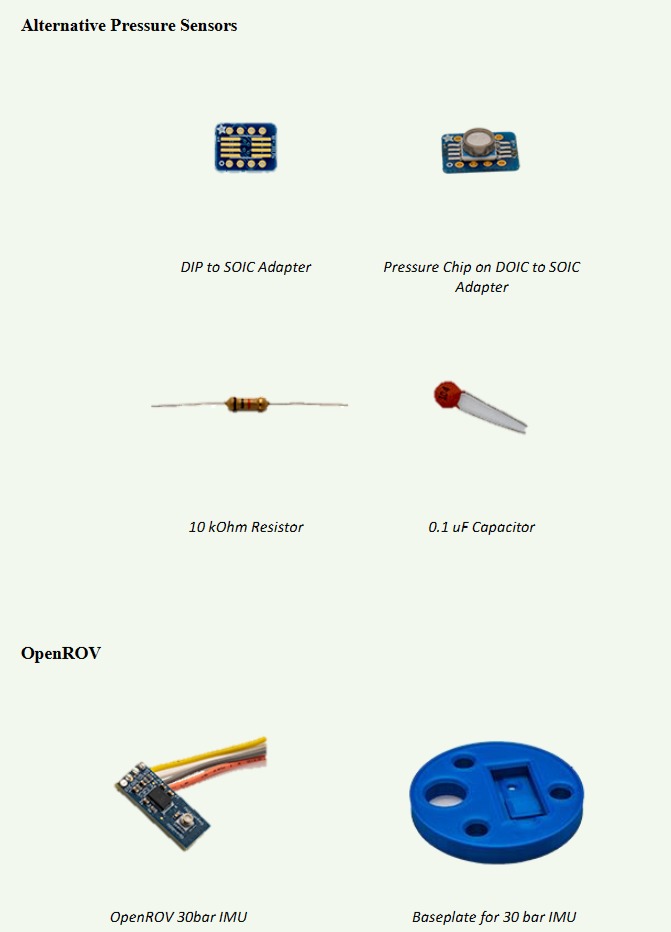 Alternative Pressure Sensors
DIP to SOIC Adapter
Pressure Chip on DOIC to SOIC
Adapter
10 kOhm Resistor
0.1 uF Capacitor
OpenROV
OpenROV 30bar IMU
Baseplate for 30 bar IMU